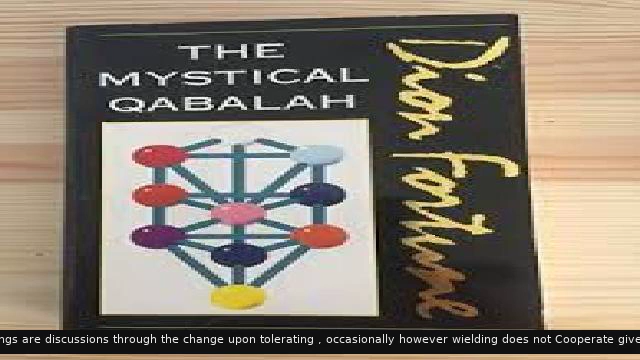 THE
MYSTICAL
QABALAH
Dion Fortune
ngs are discussions through the change upon tolerating , occasionally however wielding does not Cooperate give